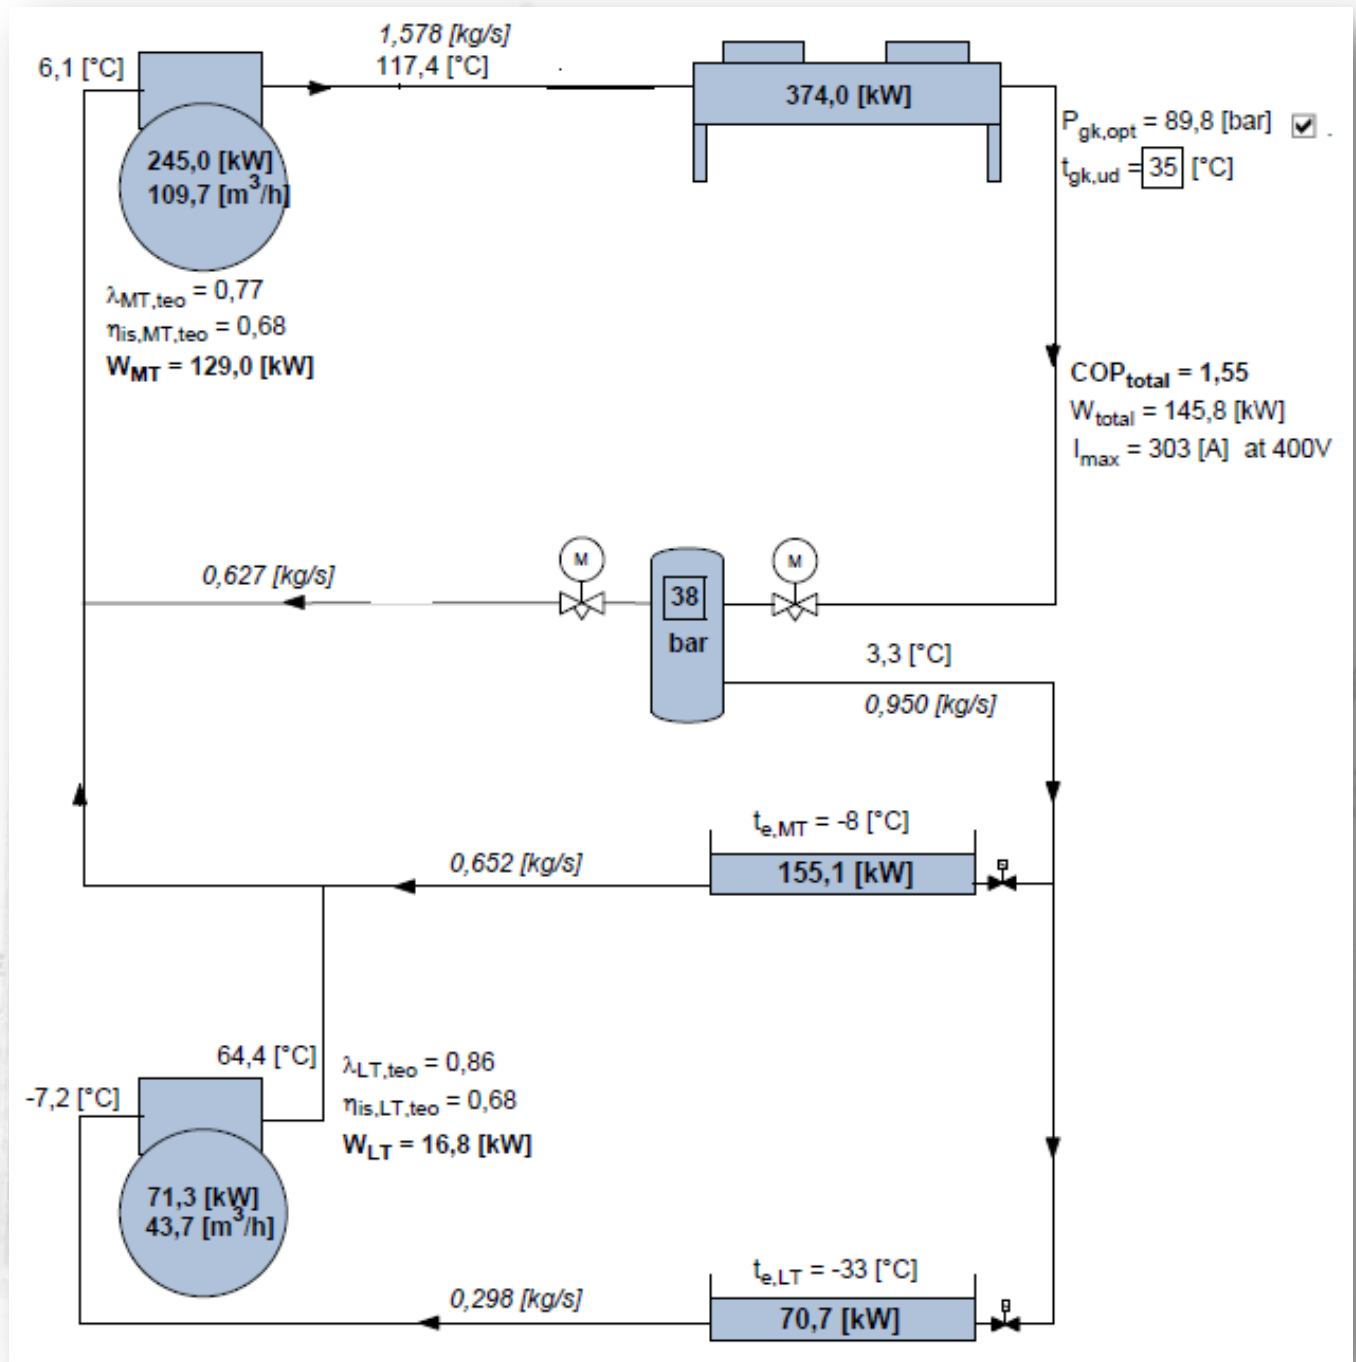 1,578 [kg/s]
6,1 [°C]
117,4 [°C]
374,0 [kW]
P_gk,opt = 89,8 [bar]
t_gk,ud = 35 [°C]
245,0 [kW]
109,7 [m³/h]
λ_MT,teo = 0,77
η_is,MT,teo = 0,68
W_MT = 129,0 [kW]
COP_total = 1,55
W_total = 145,8 [kW]
I_max = 303 [A] at 400V
M
M
0,627 [kg/s]
38
bar
3,3 [°C]
0,950 [kg/s]
t_e,MT = -8 [°C]
0,652 [kg/s]
155,1 [kW]
64,4 [°C]
-7,2 [°C]
λ_LT,teo = 0,86
η_is,LT,teo = 0,68
W_LT = 16,8 [kW]
71,3 [kW]
43,7 [m³/h]
t_e,LT = -33 [°C]
0,298 [kg/s]
70,7 [kW]